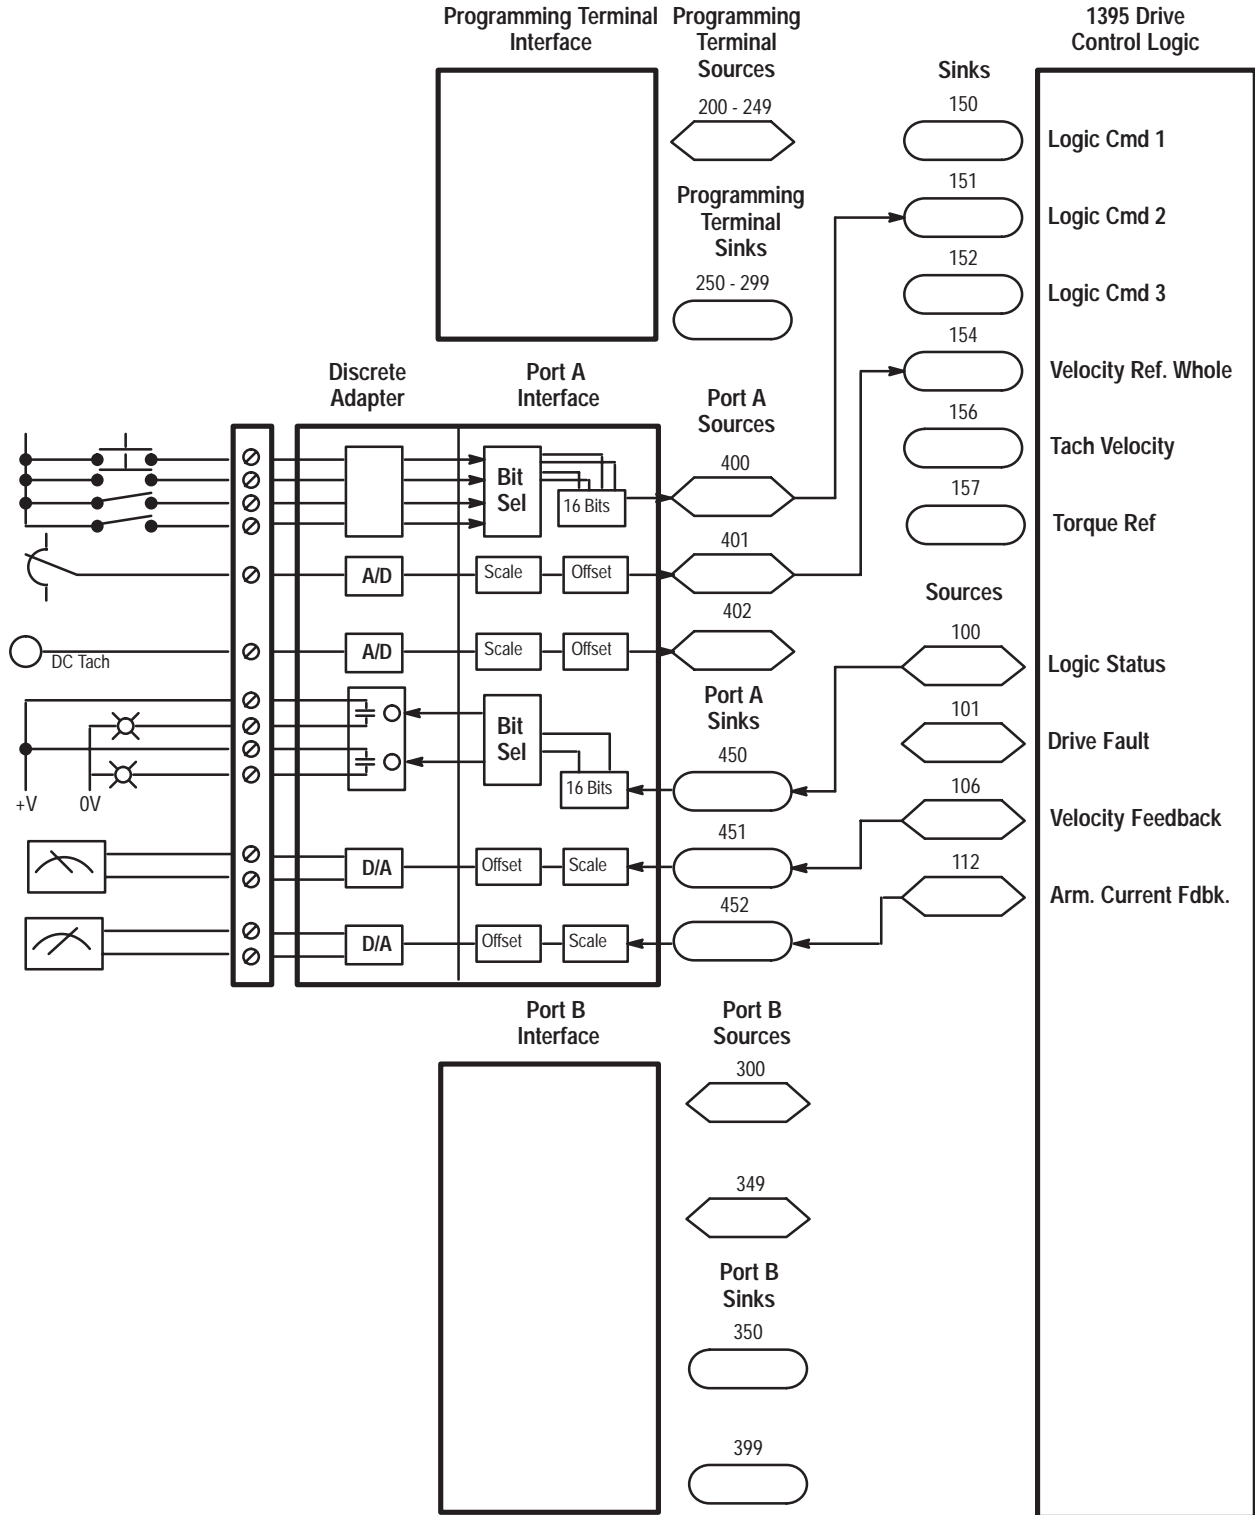 Programming Terminal
Interface
Programming
Terminal
Sources
200 - 249
Programming
Terminal
Sinks
250 - 299
1395 Drive
Control Logic
Sinks
150
Logic Cmd 1
151
Logic Cmd 2
152
Logic Cmd 3
154
Velocity Ref. Whole
156
Tach Velocity
157
Torque Ref
Sources
100
Logic Status
101
Drive Fault
106
Velocity Feedback
112
Arm. Current Fdbk.
Discrete
Adapter
Port A
Interface
Port A
Sources
Bit
Sel
16 Bits
400
A/D
Scale
Offset
401
DC Tach
A/D
Scale
Offset
402
Port A
Sinks
+V
0V
Bit
Sel
16 Bits
450
D/A
Offset
Scale
451
D/A
Offset
Scale
452
Port B
Interface
Port B
Sources
300
349
Port B
Sinks
350
399